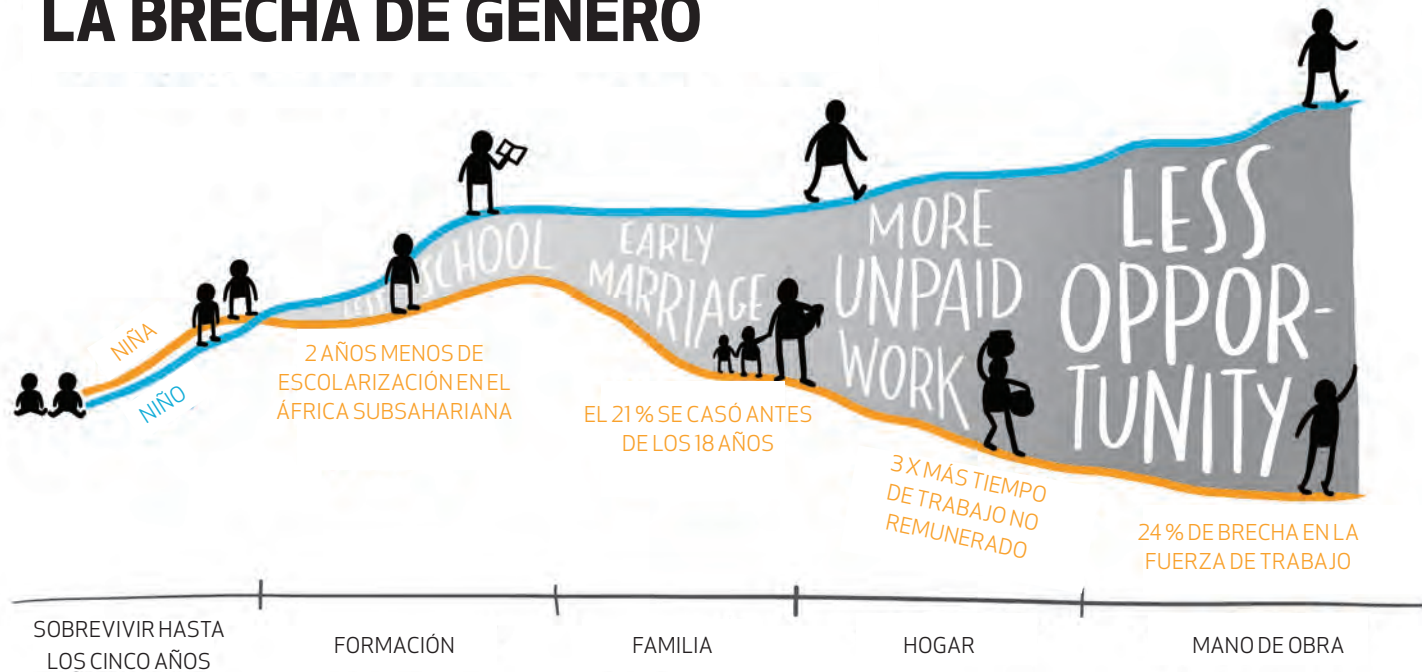 LA BRECHA DE GÉNERO
NIÑA
NIÑO
LESS SCHOOL
2 AÑOS MENOS DE
ESCOLARIZACIÓN EN EL
ÁFRICA SUBSAHARIANA
EARLY
MARRIAGE
EL 21 % SE CASÓ ANTES
DE LOS 18 AÑOS
MORE
UNPAID
WORK
3 X MÁS TIEMPO
DE TRABAJO NO
REMUNERADO
LESS
OPPOR-
TUNITY
24 % DE BRECHA EN LA
FUERZA DE TRABAJO
SOBREVIVIR HASTA
LOS CINCO AÑOS
FORMACIÓN
FAMILIA
HOGAR
MANO DE OBRA